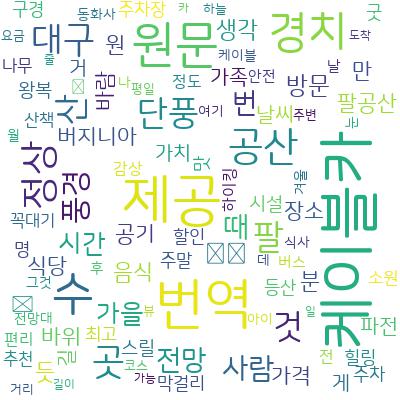 구경
동화사
주차장
카
하늘
요금
케이블
도착
줄
나무
대구
원
원문
생각
경치
굿
왕복
거
바람
정도
가족
안전
방문
만
산책
월
산
단풍
나
평일
번
여기
날씨
주변
날
팔공산
버지니아
가치
맛
하이킹
공산
케이블카
는
정상
풍경
감상
꼭대기
제공
때
시설
장소
겨울
명
시간
공기
할인
팔
식당
후
음식
주말
데
버스
분
식사
등산
소원
그것
수
번역
것
전망대
가을
뷰
아이
일
편리
바위
최고
스릴
전망
사람
전
힐링
파전
추천
길
곳
코스
듯
막걸리
가격
게
주차
거리
길이
가능